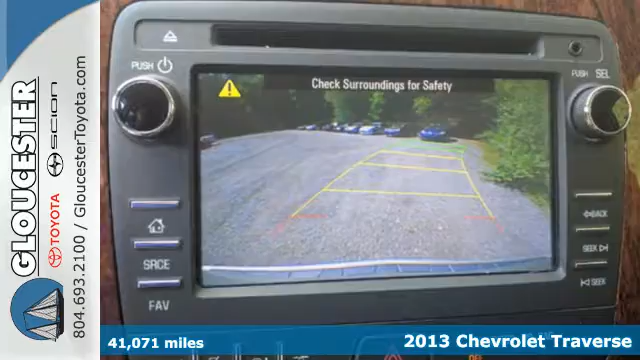 GLOUCESTER
TOYOTA SCION
804.693.2100 / GloucesterToyota.com
PUSH
PUSH SEL
Check Surroundings for Safety
SRCE
FAV
BACK
SEEK
SEEK
41,071 miles
2013 Chevrolet Traverse